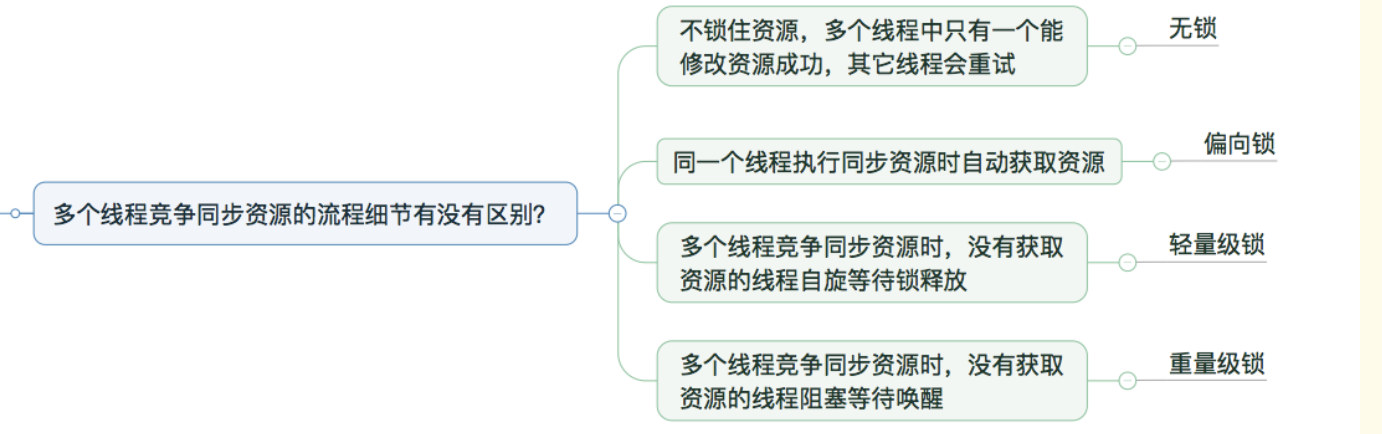 不锁住资源，多个线程中只有一个能
修改资源成功，其它线程会重试
无锁
同一个线程执行同步资源时自动获取资源
偏向锁
多个线程竞争同步资源的流程细节有没有区别？
多个线程竞争同步资源时，没有获取
资源的线程自旋等待锁释放
轻量级锁
多个线程竞争同步资源时，没有获取
资源的线程阻塞等待唤醒
重量级锁